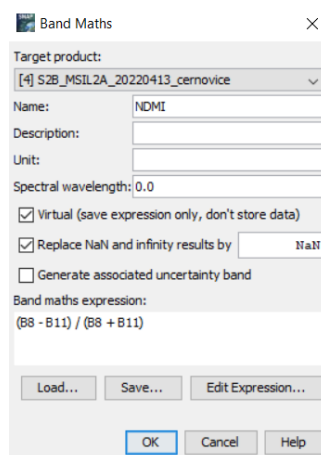 Band Maths
Target product:
[4] S2B_MSIL2A_20220413_cernovice
Name: NDMI
Description:
Unit:
Spectral wavelength: 0.0
Virtual (save expression only, don't store data)
Replace NaN and infinity results by NaN
Generate associated uncertainty band
Band maths expression:
(B8 - B11) / (B8 + B11)
Load... Save... Edit Expression...
OK Cancel Help